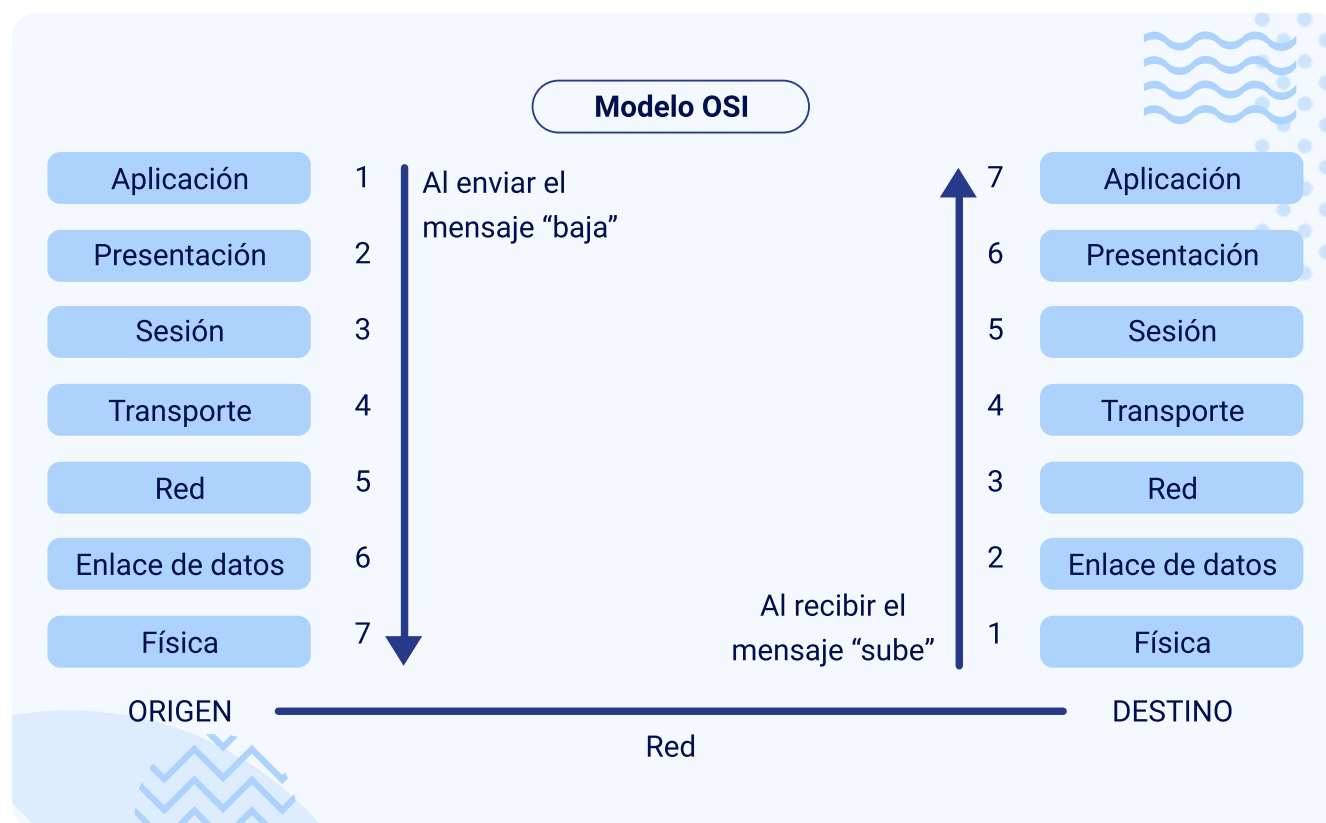 Modelo OSI
Aplicación 1 Al enviar el 7 Aplicación
mensaje “baja”
Presentación 2 6 Presentación
Sesión 3 5 Sesión
Transporte 4 4 Transporte
Red 5 3 Red
Enlace de datos 6 2 Enlace de datos
Al recibir el
Física 7 mensaje “sube” 1 Física
ORIGEN DESTINO
Red